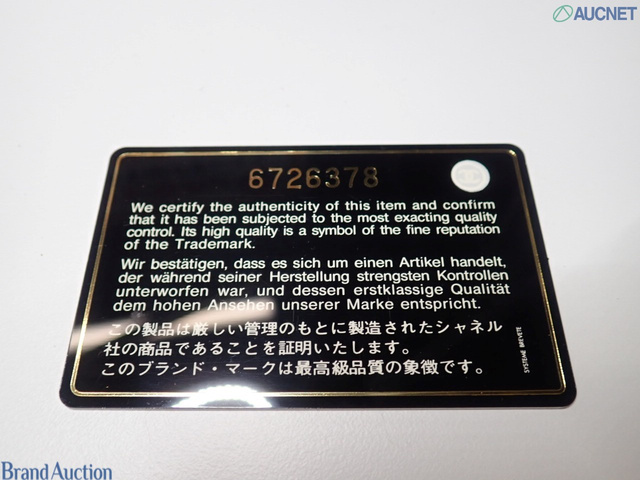 AUCNET
6726378
We certify the authenticity of this item and confirm
that it has been subjected to the most exacting quality
control. Its high quality is a symbol of the fine reputation
of the Trademark.
Wir bestätigen, dass es sich um einen Artikel handelt,
der während seiner Herstellung strengsten Kontrollen
unterworfen war, und dessen erstklassige Qualität
dem hohen Ansehen unserer Marke entspricht.
この製品は厳しい管理のもとに製造されたシャネル
社の商品であることを証明いたします。
このブランド・マークは最高級品質の象徴です。
SYSTEME BREVETE
Brand Auction